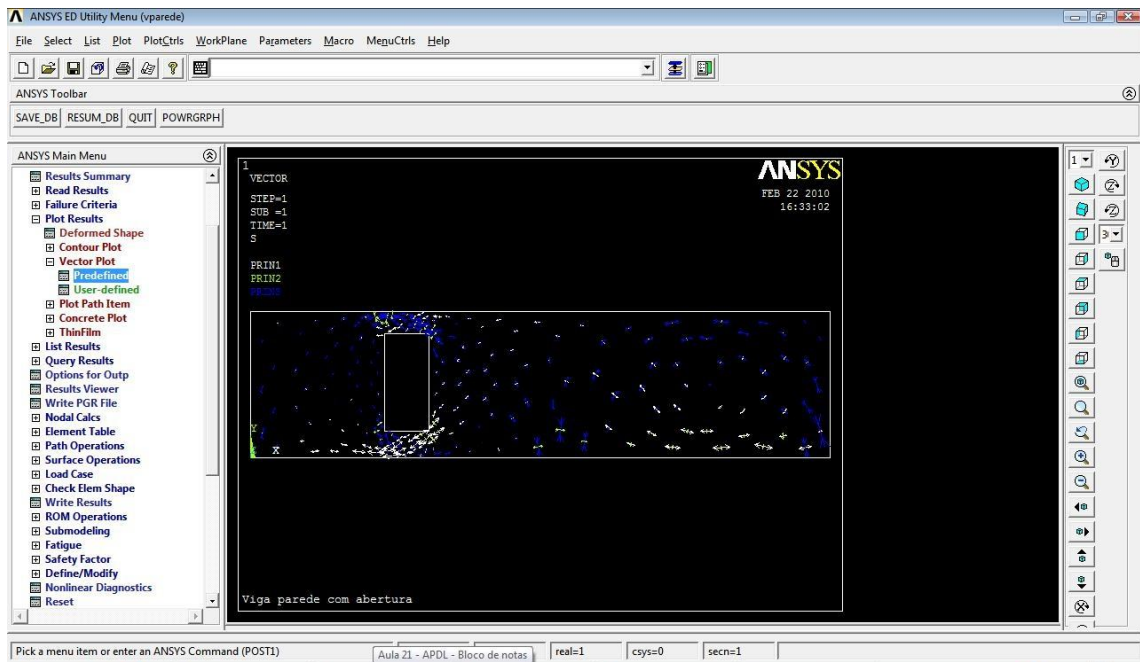 ANSYS ED Utility Menu (vparede)
File Select List Plot PlotCtrls WorkPlane Parameters Macro MenuCtrls Help
ANSYS Toolbar
SAVE_DB RESUM_DB QUIT POWRGRPH
ANSYS Main Menu
Results Summary
Read Results
Failure Criteria
Plot Results
Deformed Shape
Contour Plot
Vector Plot
Predefined
User-defined
Plot Path Item
Concrete Plot
ThinFilm
List Results
Query Results
Options for Outp
Results Viewer
Write PGR File
Nodal Calcs
Element Table
Path Operations
Surface Operations
Load Case
Check Elem Shape
Write Results
ROM Operations
Submodeling
Fatigue
Safety Factor
Define/Modify
Nonlinear Diagnostics
Reset
1
VECTOR
STEP=1
SUB =1
TIME=1
S
PRIN1
PRIN2
PRIN3
ANSYS
FEB 22 2010
16:33:02
Y
X
Viga parede com abertura
1
Pick a menu item or enter an ANSYS Command (POST1)
Aula 21 - APDL - Bloco de notas
real=1
csys=0
secn=1